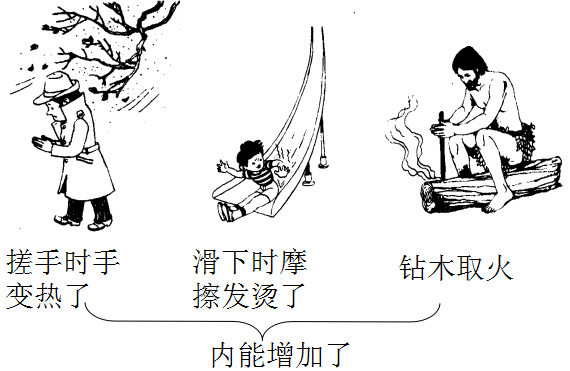 搓手时手
变热了
滑下时摩
擦发烫了
钻木取火
内能增加了